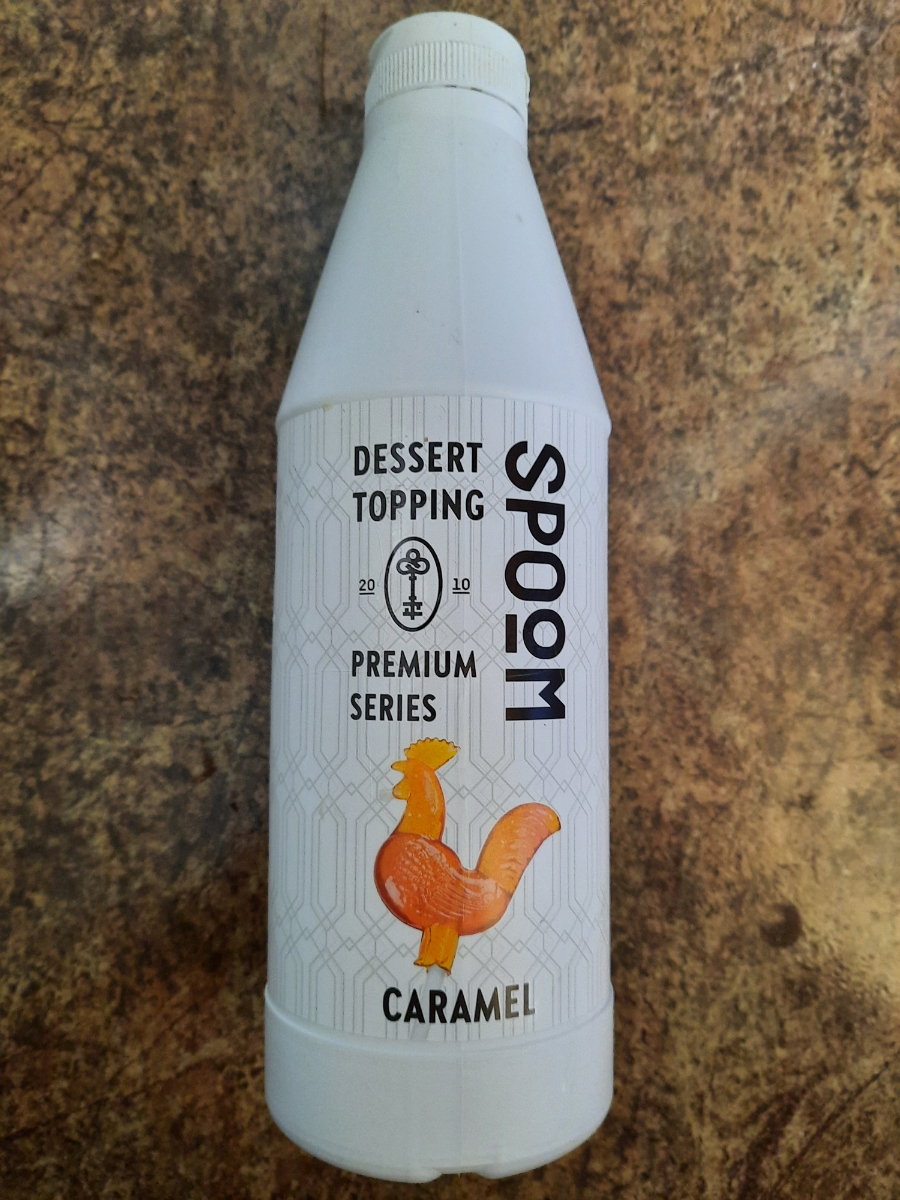 DESSERT
TOPPING
20 10
PREMIUM
SERIES
SPOOM
CARAMEL